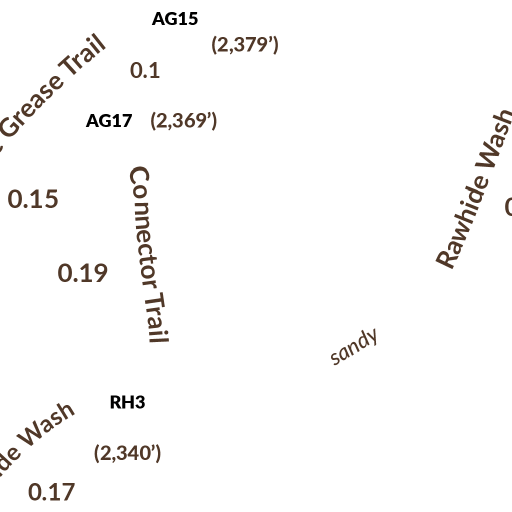 AG15
(2,379’)
Grease Trail
0.1
AG17 (2,369’)
Rawhide Wash
0.15
Connector Trail
0.19
sandy
RH3
Wash
(2,340’)
0.17